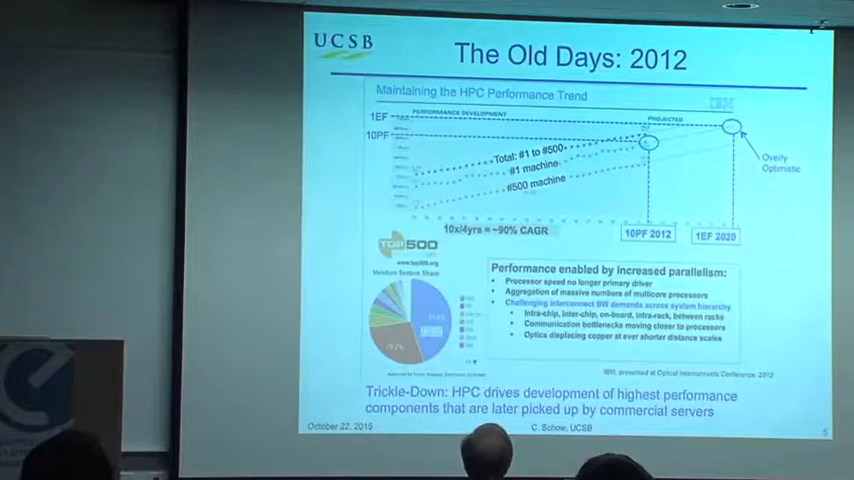 UCSB
The Old Days: 2012
Maintaining the HPC Performance Trend
IBM
PERFORMANCE DEVELOPMENT
PROJECTED
1EF
10PF
Total: #1 to #500
#1 machine
#500 machine
Overly
Optimistic
10x/4yrs = ~90% CAGR
10PF 2012
1EF 2020
TOP500
www.top500.org
Vendors System Share
Performance enabled by increased parallelism:
• Processor speed no longer primary driver
• Aggregation of massive numbers of multicore processors
• Challenging interconnect BW demands across system hierarchy
• Intra-chip, inter-chip, on-board, intra-rack, between racks
• Communication bottlenecks moving closer to processors
• Optics displacing copper at ever shorter distance scales
IBM, presented at Optical Interconnects Conference, 2012
Trickle-Down: HPC drives development of highest performance
components that are later picked up by commercial servers
October 22, 2015
C. Schow, UCSB
5